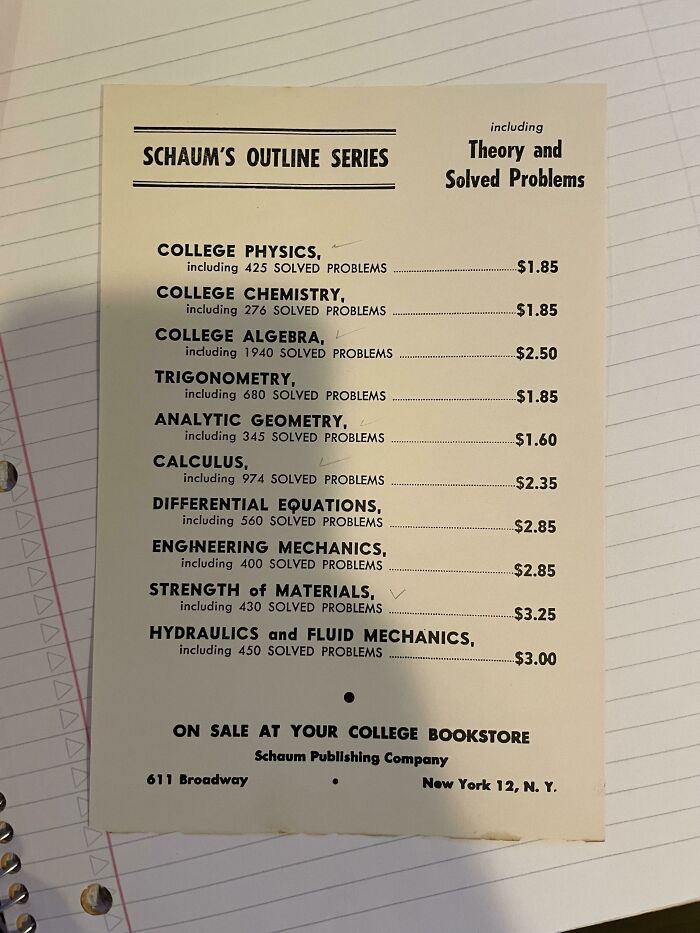 SCHAUM'S OUTLINE SERIES
including
Theory and
Solved Problems
COLLEGE PHYSICS,
including 425 SOLVED PROBLEMS ........ $1.85
COLLEGE CHEMISTRY,
including 276 SOLVED PROBLEMS ........ $1.85
COLLEGE ALGEBRA,
including 1940 SOLVED PROBLEMS ........ $2.50
TRIGONOMETRY,
including 680 SOLVED PROBLEMS ........ $1.85
ANALYTIC GEOMETRY,
including 345 SOLVED PROBLEMS ........ $1.60
CALCULUS,
including 974 SOLVED PROBLEMS ........ $2.35
DIFFERENTIAL EQUATIONS,
including 560 SOLVED PROBLEMS ........ $2.85
ENGINEERING MECHANICS,
including 400 SOLVED PROBLEMS ........ $2.85
STRENGTH of MATERIALS,
including 430 SOLVED PROBLEMS ........ $3.25
HYDRAULICS and FLUID MECHANICS,
including 450 SOLVED PROBLEMS ........ $3.00
ON SALE AT YOUR COLLEGE BOOKSTORE
Schaum Publishing Company
611 Broadway • New York 12, N. Y.